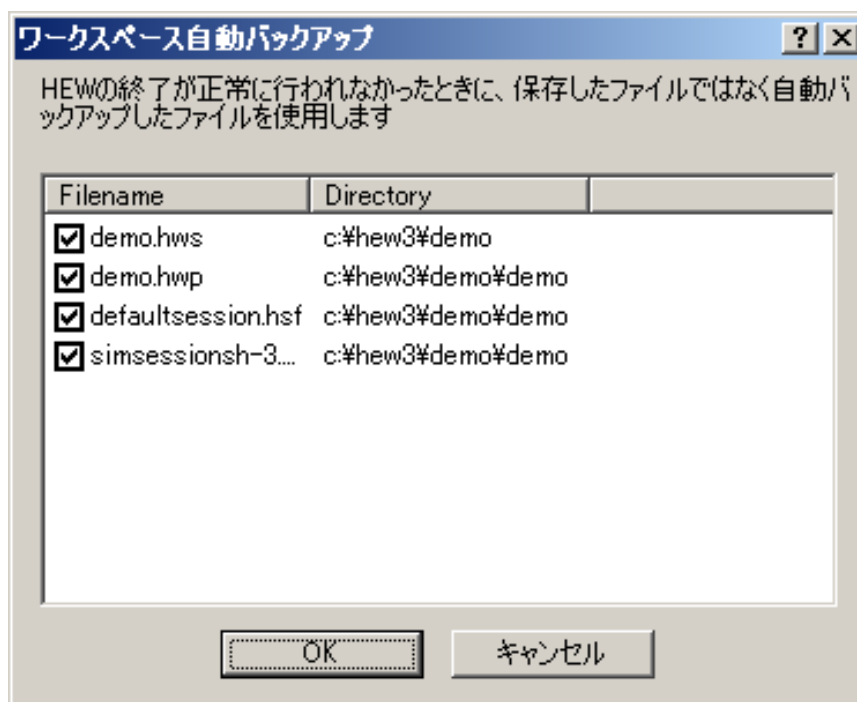 ワークスペース自動バックアップ
HEWの終了が正常に行われなかったときに、保存したファイルではなく自動バ
ックアップしたファイルを使用します
Filename Directory
demo.hws c:¥hew3¥demo
demo.hwp c:¥hew3¥demo¥demo
defaultsession.hsf c:¥hew3¥demo¥demo
simsessionsh-3.... c:¥hew3¥demo¥demo
OK キャンセル